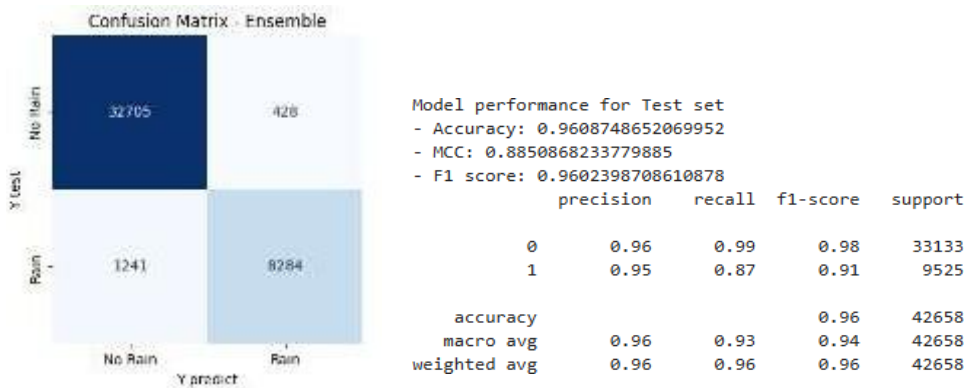 Confusion Matrix - Ensemble
No Rain
32705
428
Y test
Rain
1241
8284
No Rain
Rain
Y predict
Model performance for Test set
- Accuracy: 0.9608748652069952
- MCC: 0.8850868233779885
- F1 score: 0.9602398708610878
precision recall f1-score support
0 0.96 0.99 0.98 33133
1 0.95 0.87 0.91 9525
accuracy 0.96 42658
macro avg 0.96 0.93 0.94 42658
weighted avg 0.96 0.96 0.96 42658